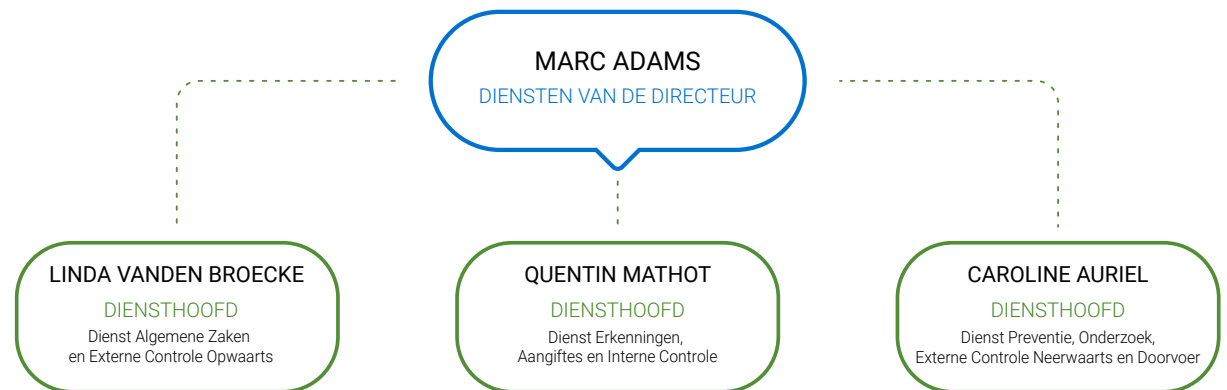 MARC ADAMS
DIENSTEN VAN DE DIRECTEUR
LINDA VANDEN BROECKE
DIENSTHOOFD
Dienst Algemene Zaken
en Externe Controle Opwaarts
QUENTIN MATHOT
DIENSTHOOFD
Dienst Erkenningen,
Aangiftes en Interne Controle
CAROLINE AURIEL
DIENSTHOOFD
Dienst Preventie, Onderzoek,
Externe Controle Neerwaarts en Doorvoer